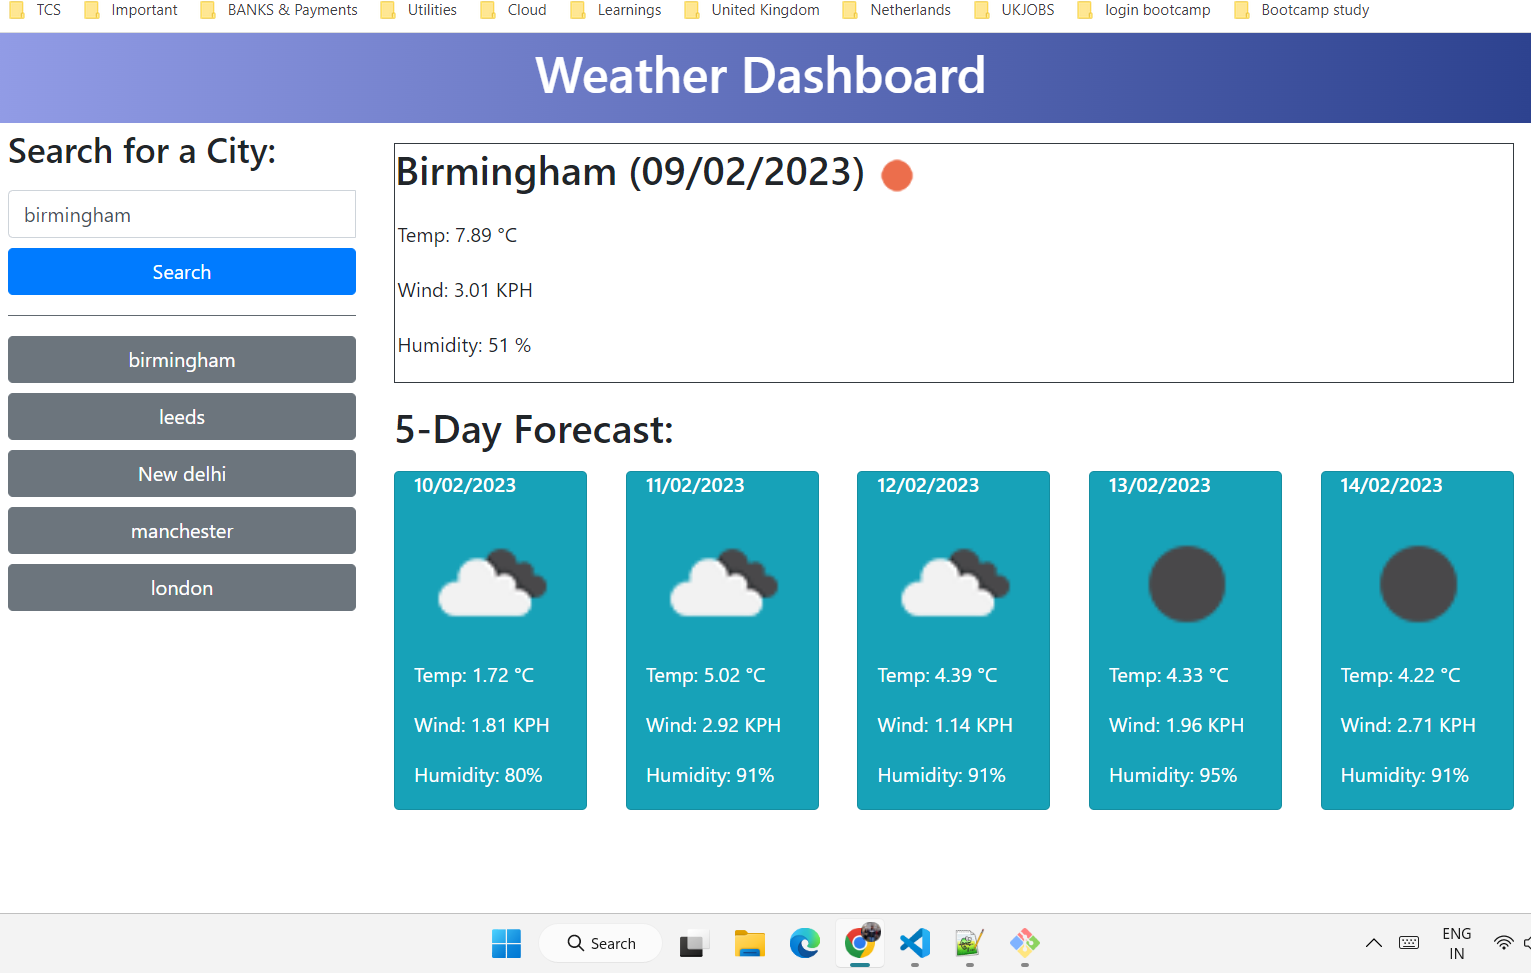 TCS Important BANKS & Payments Utilities Cloud Learnings United Kingdom Netherlands UKJOBS login bootcamp Bootcamp study
Weather Dashboard
Search for a City:
birmingham
Search
birmingham
leeds
New delhi
manchester
london
Birmingham (09/02/2023)
Temp: 7.89 °C
Wind: 3.01 KPH
Humidity: 51 %
5-Day Forecast:
10/02/2023
Temp: 1.72 °C
Wind: 1.81 KPH
Humidity: 80%
11/02/2023
Temp: 5.02 °C
Wind: 2.92 KPH
Humidity: 91%
12/02/2023
Temp: 4.39 °C
Wind: 1.14 KPH
Humidity: 91%
13/02/2023
Temp: 4.33 °C
Wind: 1.96 KPH
Humidity: 95%
14/02/2023
Temp: 4.22 °C
Wind: 2.71 KPH
Humidity: 91%
Search
ENG
IN